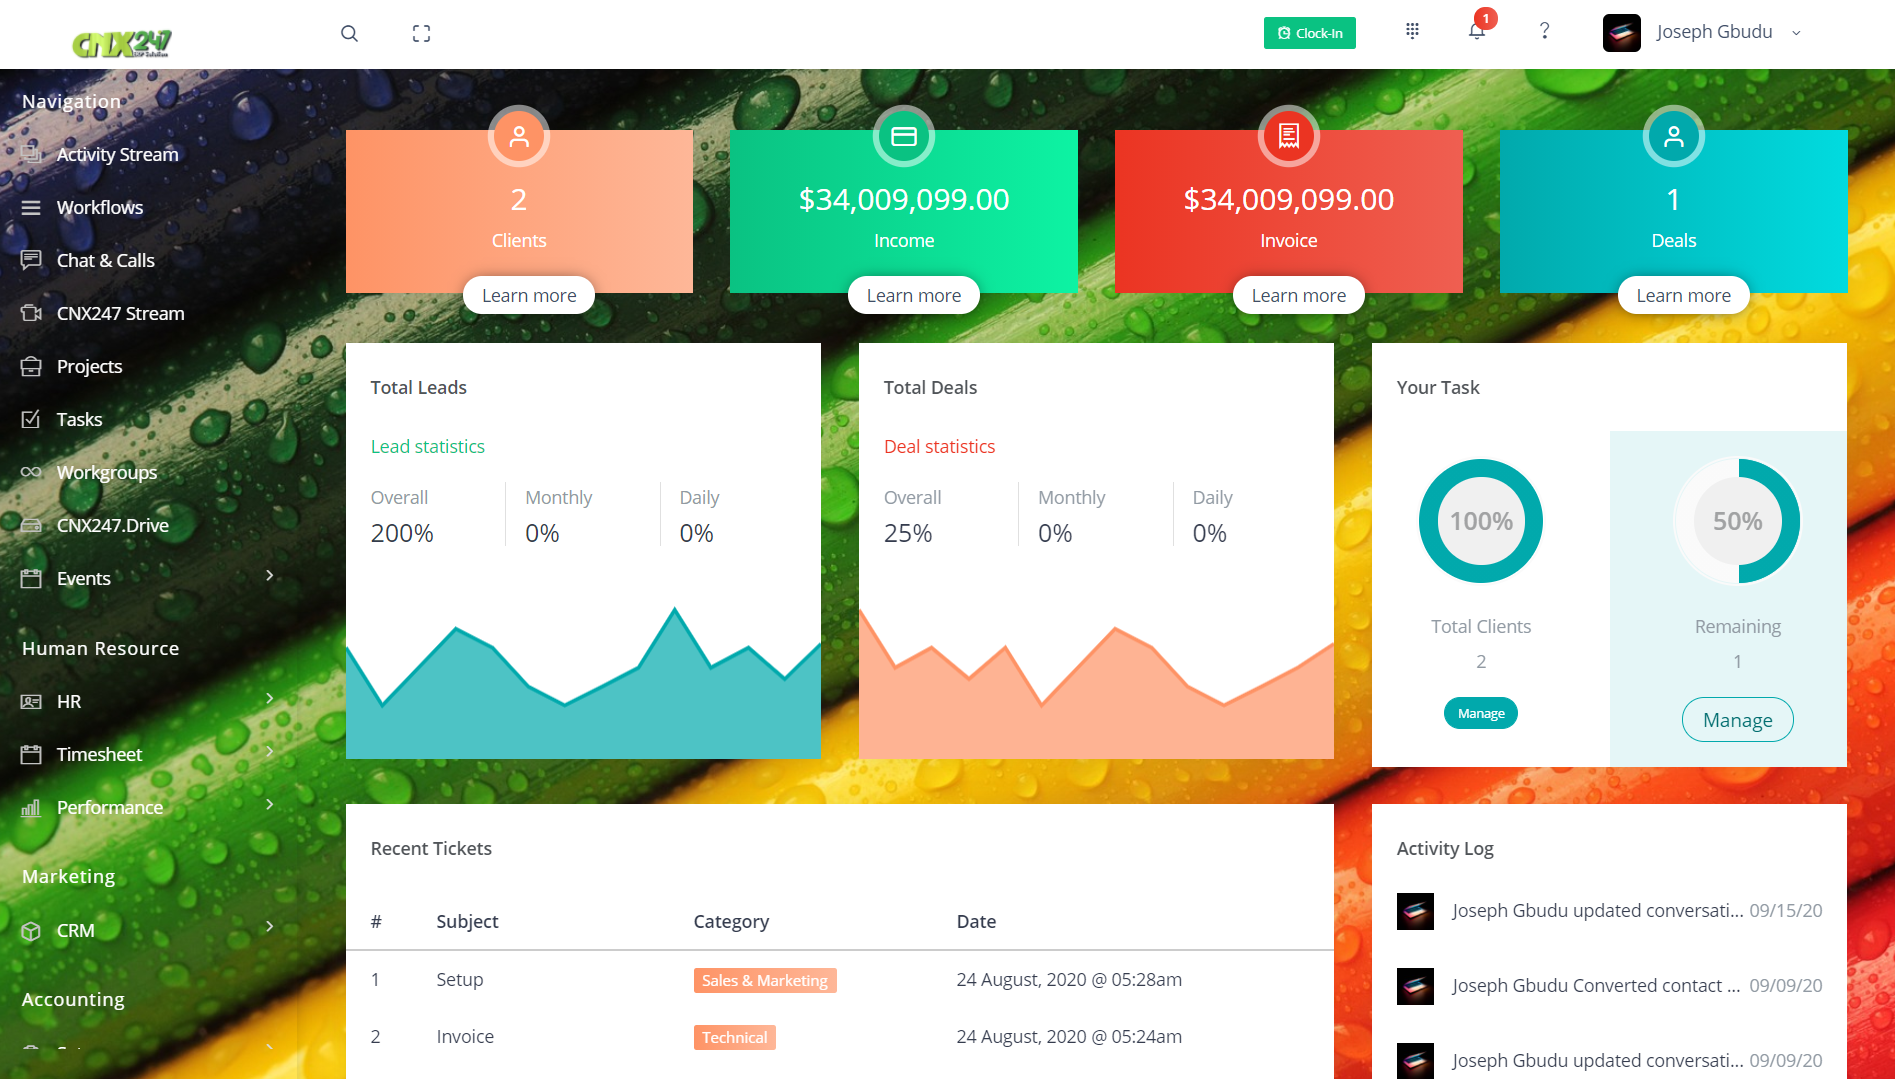 CNX247
ERP Solution
Clock-In
1
?
Joseph Gbudu
Navigation
Activity Stream
Workflows
Chat & Calls
CNX247 Stream
Projects
Tasks
Workgroups
CNX247.Drive
Events
Human Resource
HR
Timesheet
Performance
Marketing
CRM
Accounting
2
Clients
Learn more
$34,009,099.00
Income
Learn more
$34,009,099.00
Invoice
Learn more
1
Deals
Learn more
Total Leads
Lead statistics
Overall Monthly Daily
200% 0% 0%
Total Deals
Deal statistics
Overall Monthly Daily
25% 0% 0%
Your Task
100%
Total Clients
2
Manage
50%
Remaining
1
Manage
Recent Tickets
# Subject Category Date
1 Setup Sales & Marketing 24 August, 2020 @ 05:28am
2 Invoice Technical 24 August, 2020 @ 05:24am
Activity Log
Joseph Gbudu updated conversati... 09/15/20
Joseph Gbudu Converted contact ... 09/09/20
Joseph Gbudu updated conversati... 09/09/20